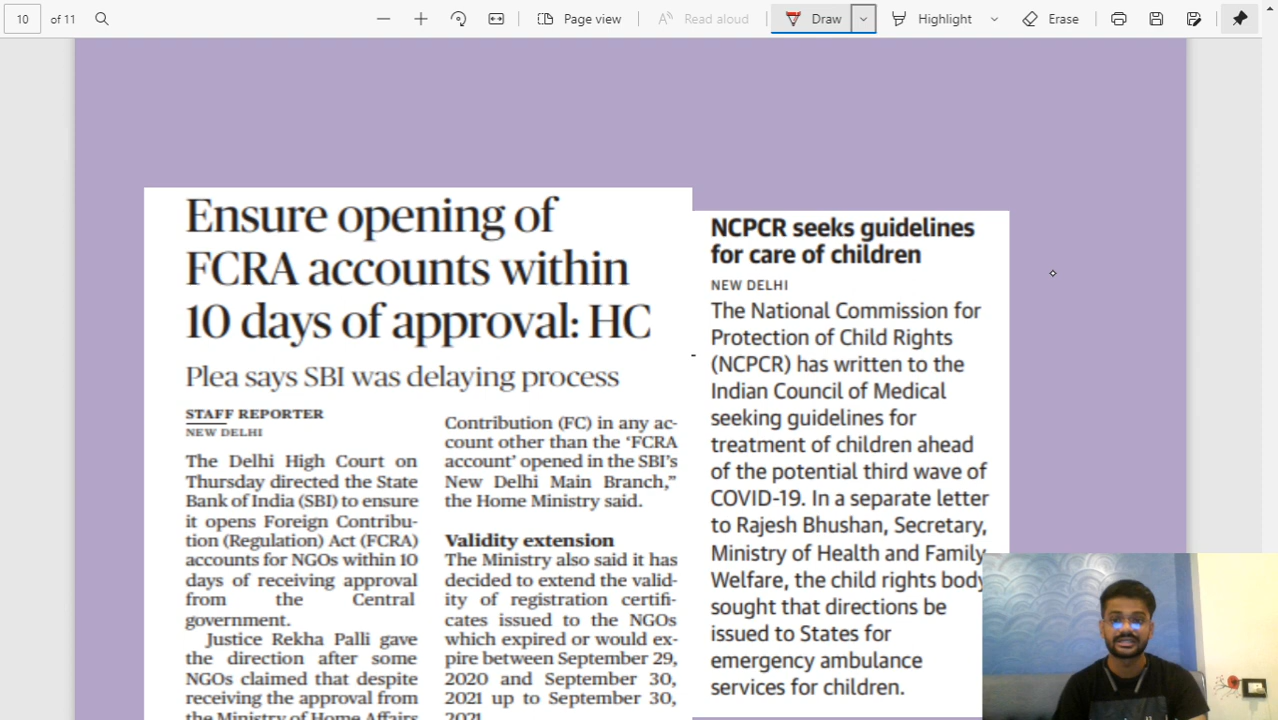 10 of 11
Page view
Read aloud
Draw
Highlight
Erase
Ensure opening of
FCRA accounts within
10 days of approval: HC
Plea says SBI was delaying process
STAFF REPORTER
NEW DELHI
The Delhi High Court on
Thursday directed the State
Bank of India (SBI) to ensure
it opens Foreign Contribu-
tion (Regulation) Act (FCRA)
accounts for NGOs within 10
days of receiving approval
from the Central
government.
Justice Rekha Palli gave
the direction after some
NGOs claimed that despite
receiving the approval from
the Ministry of Home Affairs
Contribution (FC) in any ac-
count other than the ‘FCRA
account’ opened in the SBI’s
New Delhi Main Branch,”
the Home Ministry said.
Validity extension
The Ministry also said it has
decided to extend the valid-
ity of registration certifi-
cates issued to the NGOs
which expired or would ex-
pire between September 29,
2020 and September 30,
2021 up to September 30,
2021.
NCPCR seeks guidelines
for care of children
NEW DELHI
The National Commission for
Protection of Child Rights
(NCPCR) has written to the
Indian Council of Medical
seeking guidelines for
treatment of children ahead
of the potential third wave of
COVID-19. In a separate letter
to Rajesh Bhushan, Secretary,
Ministry of Health and Family
Welfare, the child rights body
sought that directions be
issued to States for
emergency ambulance
services for children.